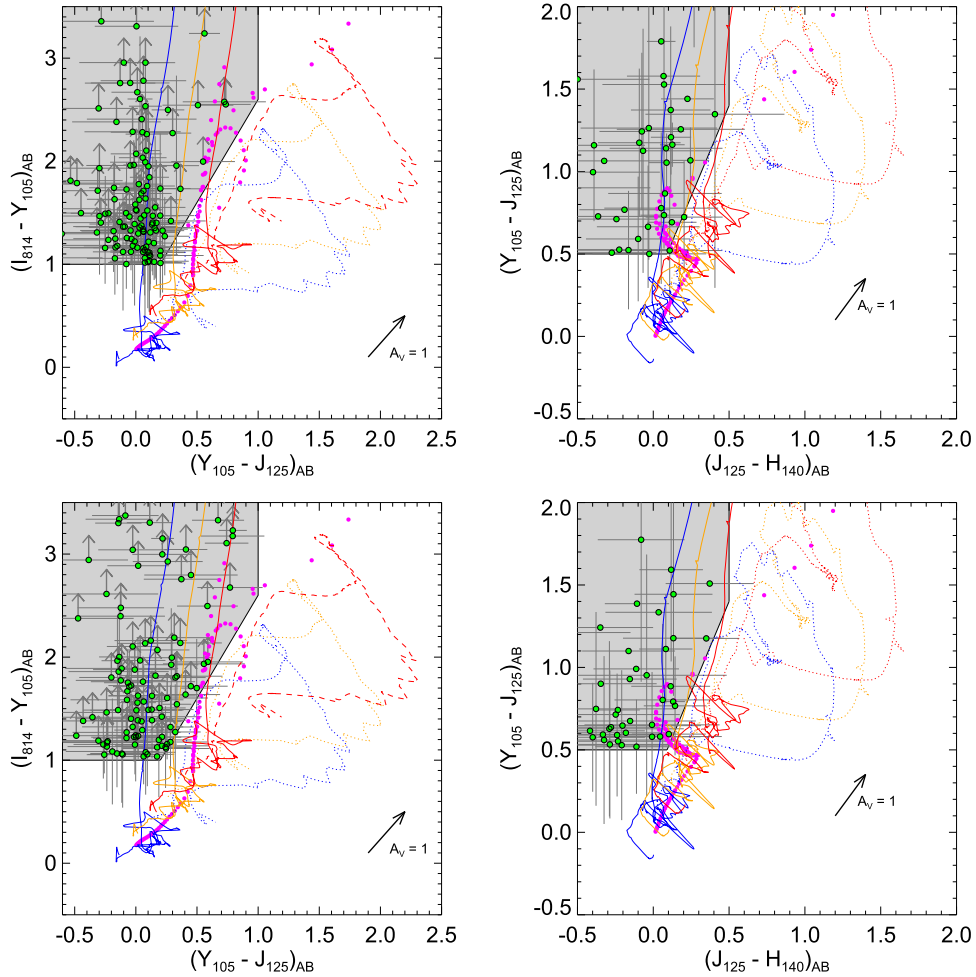 3
2
1
0
(I814 - Y105)AB
-0.5 0.0 0.5 1.0 1.5 2.0 2.5
(Y105 - J125)AB
AV = 1
2.0
1.5
1.0
0.5
0.0
-0.5
(Y105 - J125)AB
-0.5 0.0 0.5 1.0 1.5 2.0
(J125 - H140)AB
AV = 1
3
2
1
0
(I814 - Y105)AB
-0.5 0.0 0.5 1.0 1.5 2.0 2.5
(Y105 - J125)AB
AV = 1
2.0
1.5
1.0
0.5
0.0
-0.5
(Y105 - J125)AB
-0.5 0.0 0.5 1.0 1.5 2.0
(J125 - H140)AB
AV = 1